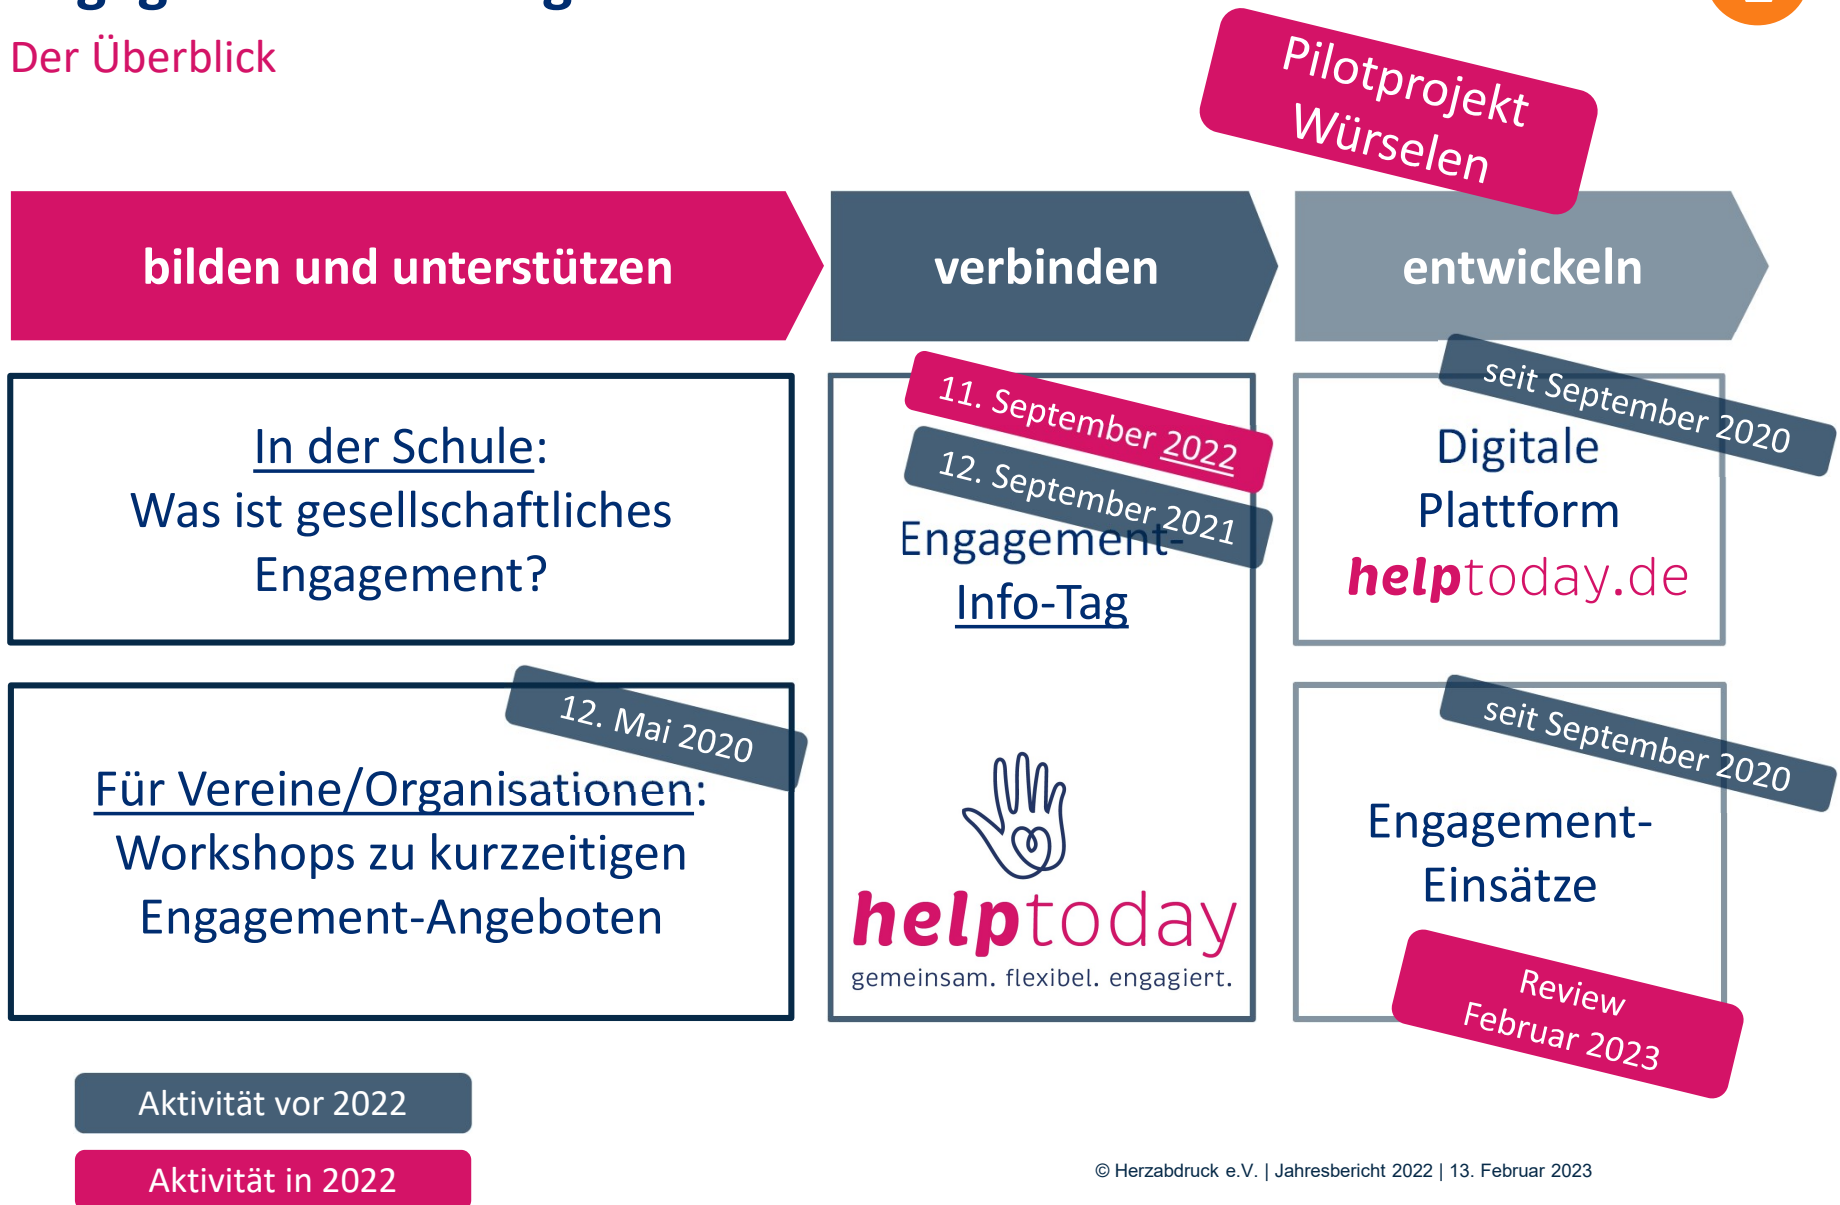 Der Überblick
Pilotprojekt
Würselen
bilden und unterstützen
verbinden
entwickeln
In der Schule:
Was ist gesellschaftliches
Engagement?
12. Mai 2020
Für Vereine/Organisationen:
Workshops zu kurzzeitigen
Engagement-Angeboten
11. September 2022
12. September 2021
Engagement-
Info-Tag
helptoday
gemeinsam. flexibel. engagiert.
seit September 2020
Digitale
Plattform
helptoday.de
seit September 2020
Engagement-
Einsätze
Review
Februar 2023
Aktivität vor 2022
Aktivität in 2022
© Herzabdruck e.V. | Jahresbericht 2022 | 13. Februar 2023